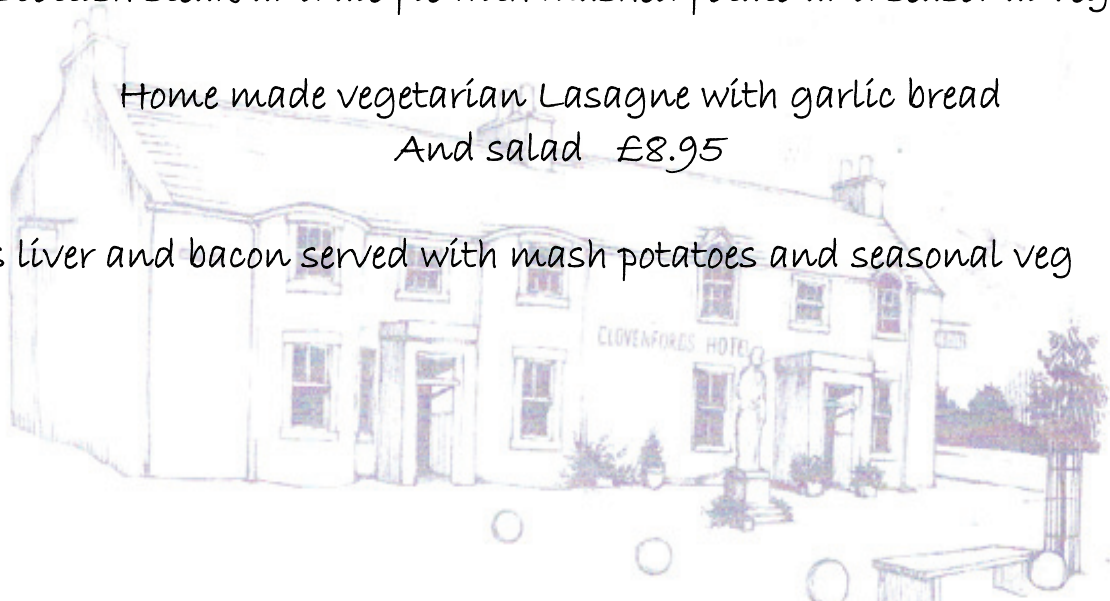 Home made vegetarian Lasagne with garlic bread
And salad £8.95
liver and bacon served with mash potatoes and seasonal veg
CLOVENFORDS HOTEL